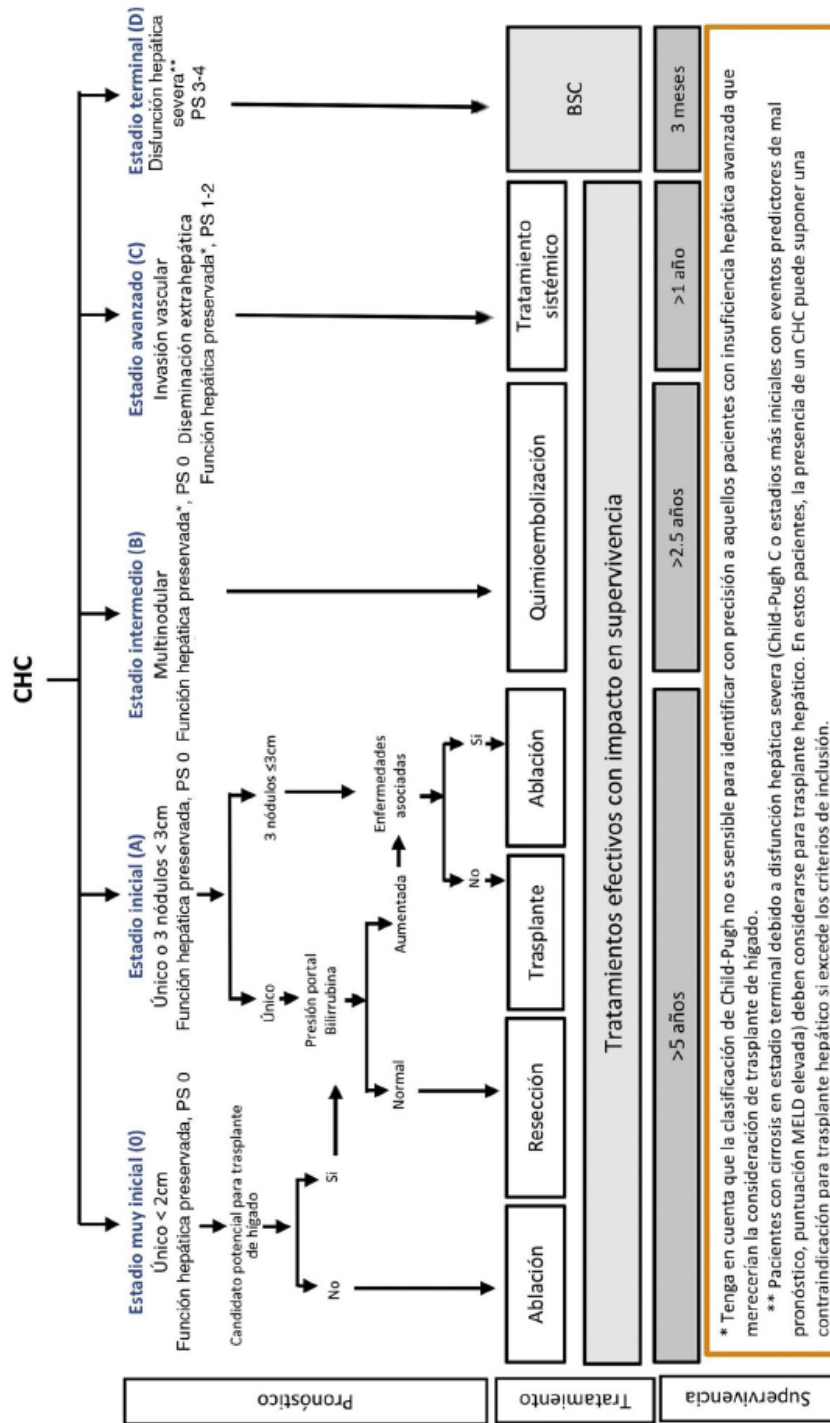 CHC
Estadio muy inicial (0)
Único < 2cm
Función hepática preservada, PS 0
Candidato potencial para trasplante
de hígado
No
Si
Estadio inicial (A)
Único o 3 nódulos < 3cm
Función hepática preservada, PS 0
Único
3 nódulos ≤3cm
Presión portal
Bilirrubina
Normal
Aumentada
Enfermedades
asociadas
No
Si
Estadio intermedio (B)
Multinodular
Función hepática preservada*, PS 0
Estadio avanzado (C)
Invasión vascular
Diseminación extrahepática
Función hepática preservada*, PS 1-2
Estadio terminal (D)
Disfunción hepática
severa**
PS 3-4
Pronóstico
Tratamiento
Ablación
Resección
Trasplante
Ablación
Quimioembolización
Tratamiento
sistémico
BSC
Tratamientos efectivos con impacto en supervivencia
Supervivencia
>5 años
>2.5 años
>1 año
3 meses
* Tenga en cuenta que la clasificación de Child-Pugh no es sensible para identificar con precisión a aquellos pacientes con insuficiencia hepática avanzada que
merecerían la consideración de trasplante de hígado.
** Pacientes con cirrosis en estadio terminal debido a disfunción hepática severa (Child-Pugh C o estadios más iniciales con eventos predictores de mal
pronóstico, puntuación MELD elevada) deben considerarse para trasplante hepático. En estos pacientes, la presencia de un CHC puede suponer una
contraindicación para trasplante hepático si excede los criterios de inclusión.